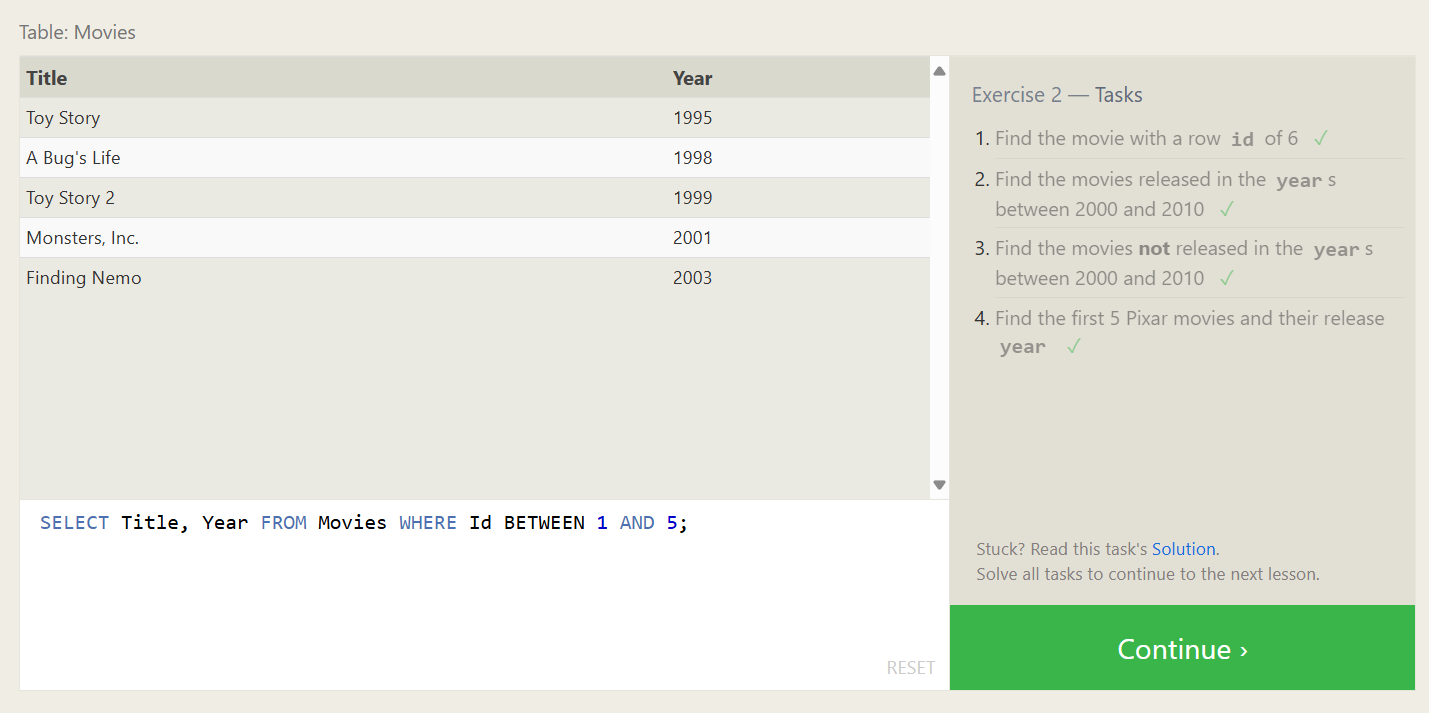 Table: Movies
Title Year
Toy Story 1995
A Bug's Life 1998
Toy Story 2 1999
Monsters, Inc. 2001
Finding Nemo 2003
SELECT Title, Year FROM Movies WHERE Id BETWEEN 1 AND 5;
RESET
Exercise 2 — Tasks
1. Find the movie with a row id of 6 ✓
2. Find the movies released in the year s
between 2000 and 2010 ✓
3. Find the movies not released in the year s
between 2000 and 2010 ✓
4. Find the first 5 Pixar movies and their release
year ✓
Stuck? Read this task's Solution.
Solve all tasks to continue to the next lesson.
Continue ›